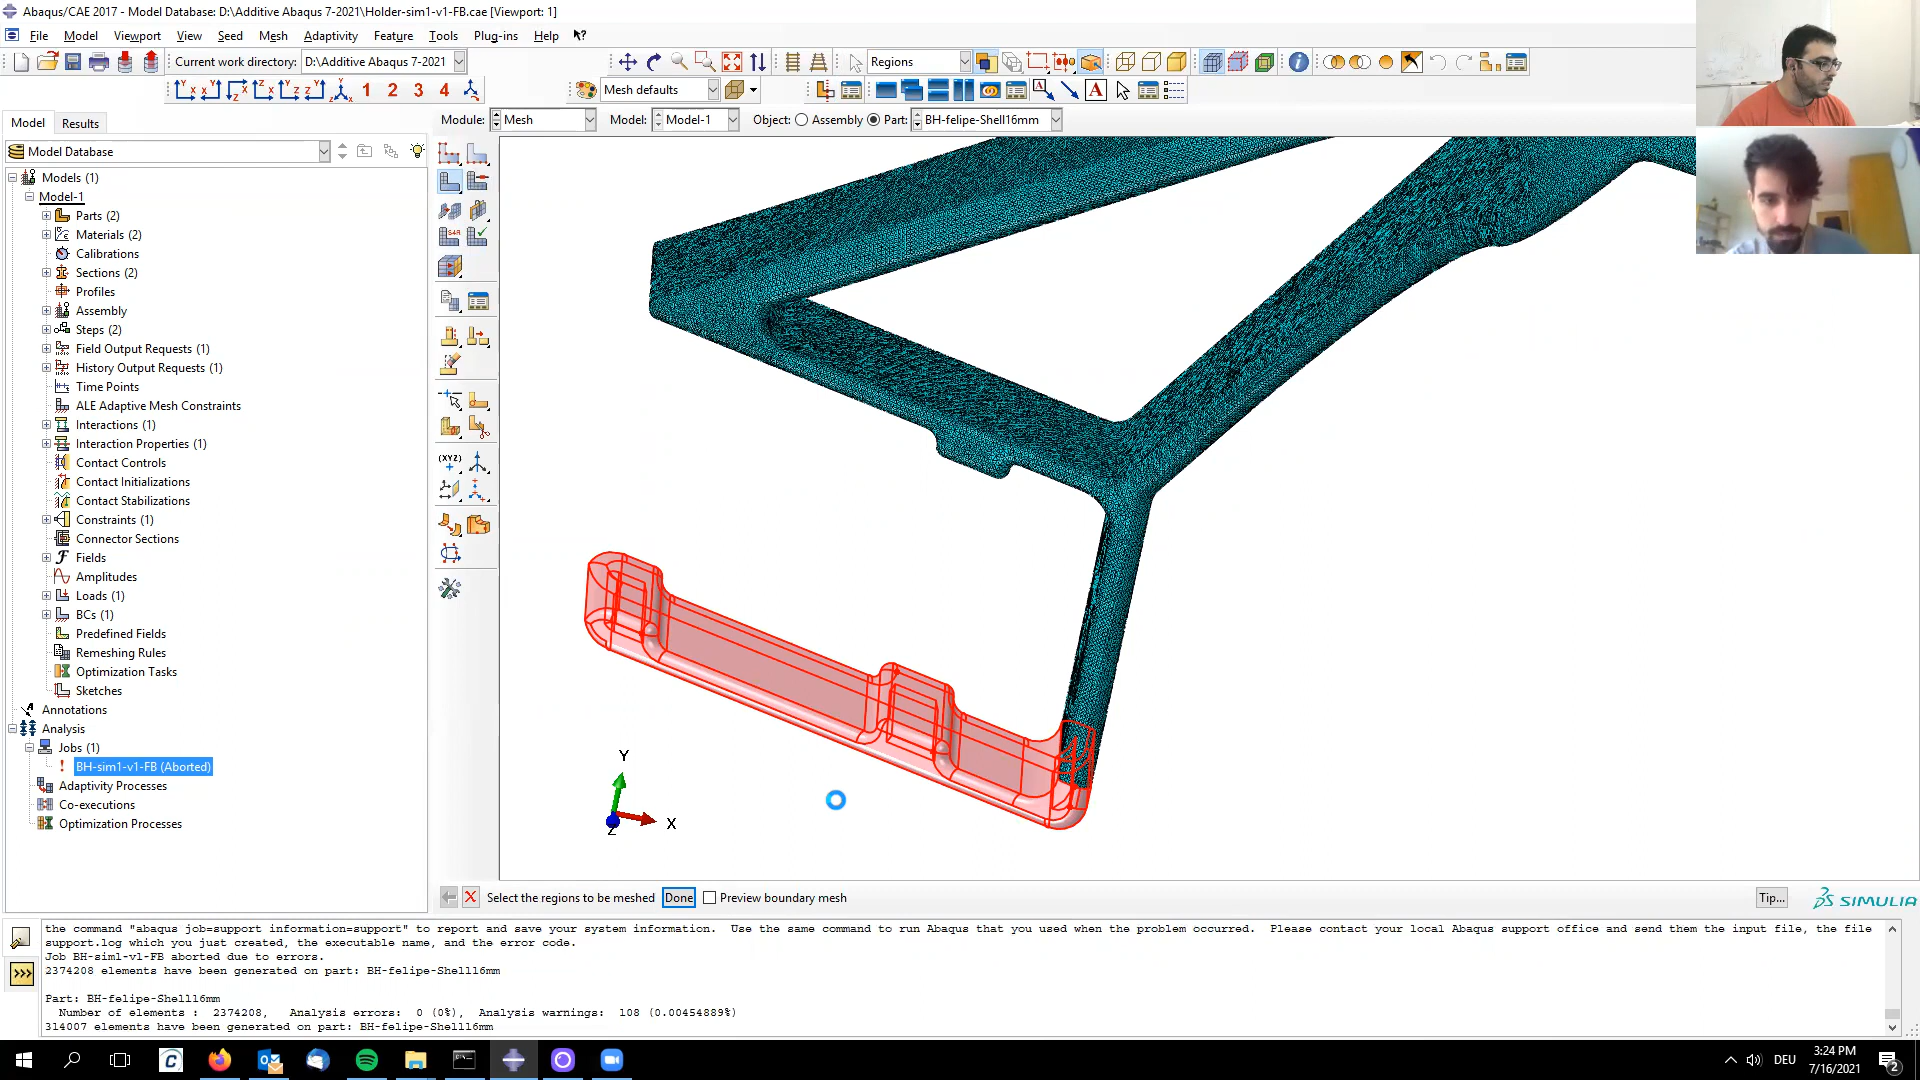 Abaqus/CAE 2017 - Model Database: D:\Additive Abaqus 7-2021\Holder-sim1-v1-FB.cae [Viewport: 1]
File Model Viewport View Seed Mesh Adaptivity Feature Tools Plug-ins Help
Current work directory: D:\Additive Abaqus 7-2021
Regions
1 2 3 4
Mesh defaults
Module: Mesh Model: Model-1 Object: Assembly Part: BH-felipe-Shell16mm
Model Results
Model Database
Models (1)
Model-1
Parts (2)
Materials (2)
Calibrations
Sections (2)
Profiles
Assembly
Steps (2)
Field Output Requests (1)
History Output Requests (1)
Time Points
ALE Adaptive Mesh Constraints
Interactions (1)
Interaction Properties (1)
Contact Controls
Contact Initializations
Contact Stabilizations
Constraints (1)
Connector Sections
Fields
Amplitudes
Loads (1)
BCs (1)
Predefined Fields
Remeshing Rules
Optimization Tasks
Sketches
Annotations
Analysis
Jobs (1)
BH-sim1-v1-FB (Aborted)
Adaptivity Processes
Co-executions
Optimization Processes
Y
X
Z
Select the regions to be meshed Done Preview boundary mesh Tip... SIMULIA
the command "abaqus job=support information=support" to report and save your system information. Use the same command to run Abaqus that you used when the problem occurred. Please contact your local Abaqus support office and send them the input file, the file
support.log which you just created, the executable name, and the error code.
Job BH-sim1-v1-FB aborted due to errors.
2374208 elements have been generated on part: BH-felipe-Shell16mm
Part: BH-felipe-Shell16mm
Number of elements : 2374208, Analysis errors: 0 (0%), Analysis warnings: 108 (0.00454889%)
314007 elements have been generated on part: BH-felipe-Shell16mm
DEU
3:24 PM
7/16/2021
2